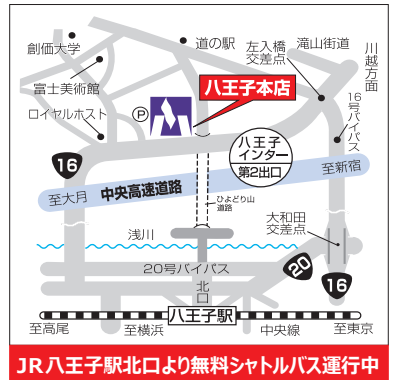 創価大学
道の駅
左入橋
交差点
滝山街道
川越方面
富士美術館
八王子本店
ロイヤルホスト
P
16号バイパス
八王子
インター
第2出口
16
至新宿
中央高速道路
至大月
ひよどり山
道路
大和田
交差点
浅川
20号バイパス
20
16
北口
八王子駅
至高尾
至横浜
中央線
至東京
JR八王子駅北口より無料シャトルバス運行中